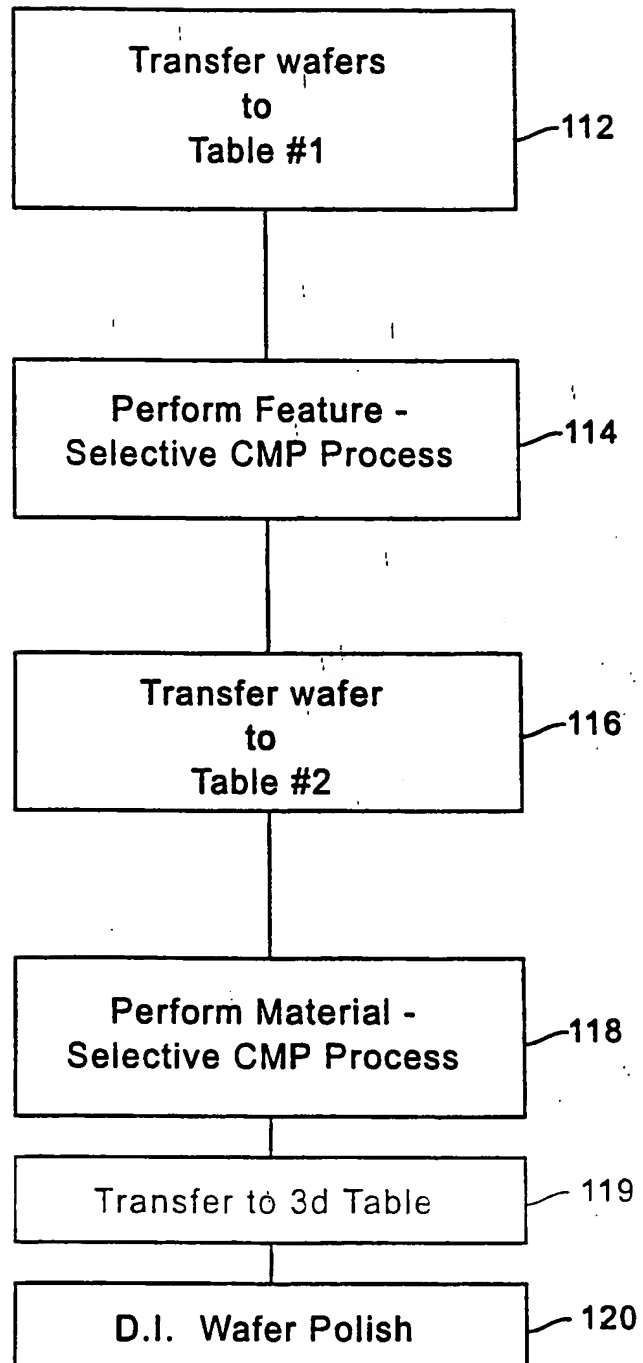 Transfer wafers
to
Table #1
112
Perform Feature -
Selective CMP Process
114
Transfer wafer
to
Table #2
116
Perform Material -
Selective CMP Process
118
Transfer to 3d Table
119
D.I. Wafer Polish
120